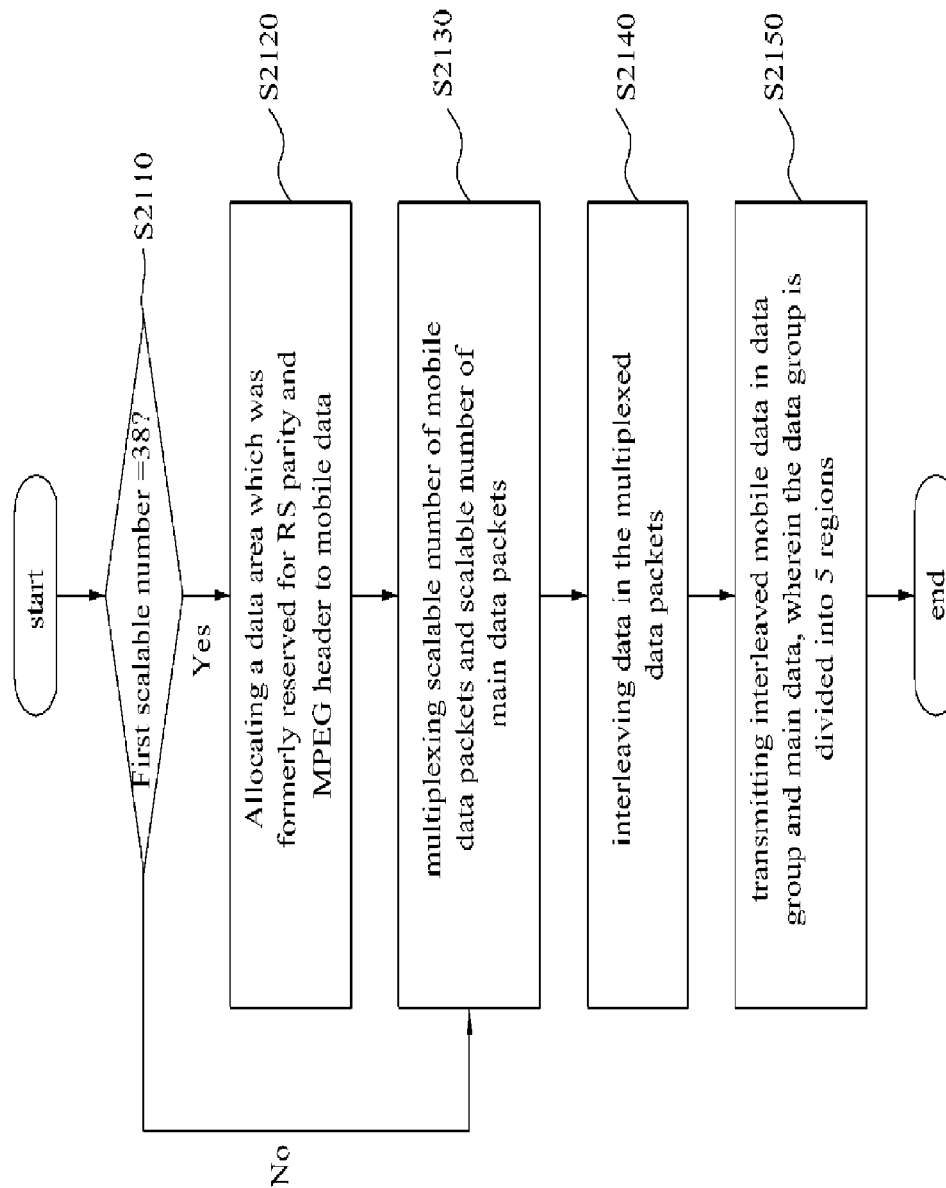 start
First scalable number =38?
S2110
Yes
No
Allocating a data area which was
formerly reserved for RS parity and
MPEG header to mobile data
S2120
multiplexing scalable number of mobile
data packets and scalable number of
main data packets
S2130
interleaving data in the multiplexed
data packets
S2140
transmitting interleaved mobile data in data
group and main data, wherein the data group is
divided into 5 regions
S2150
end